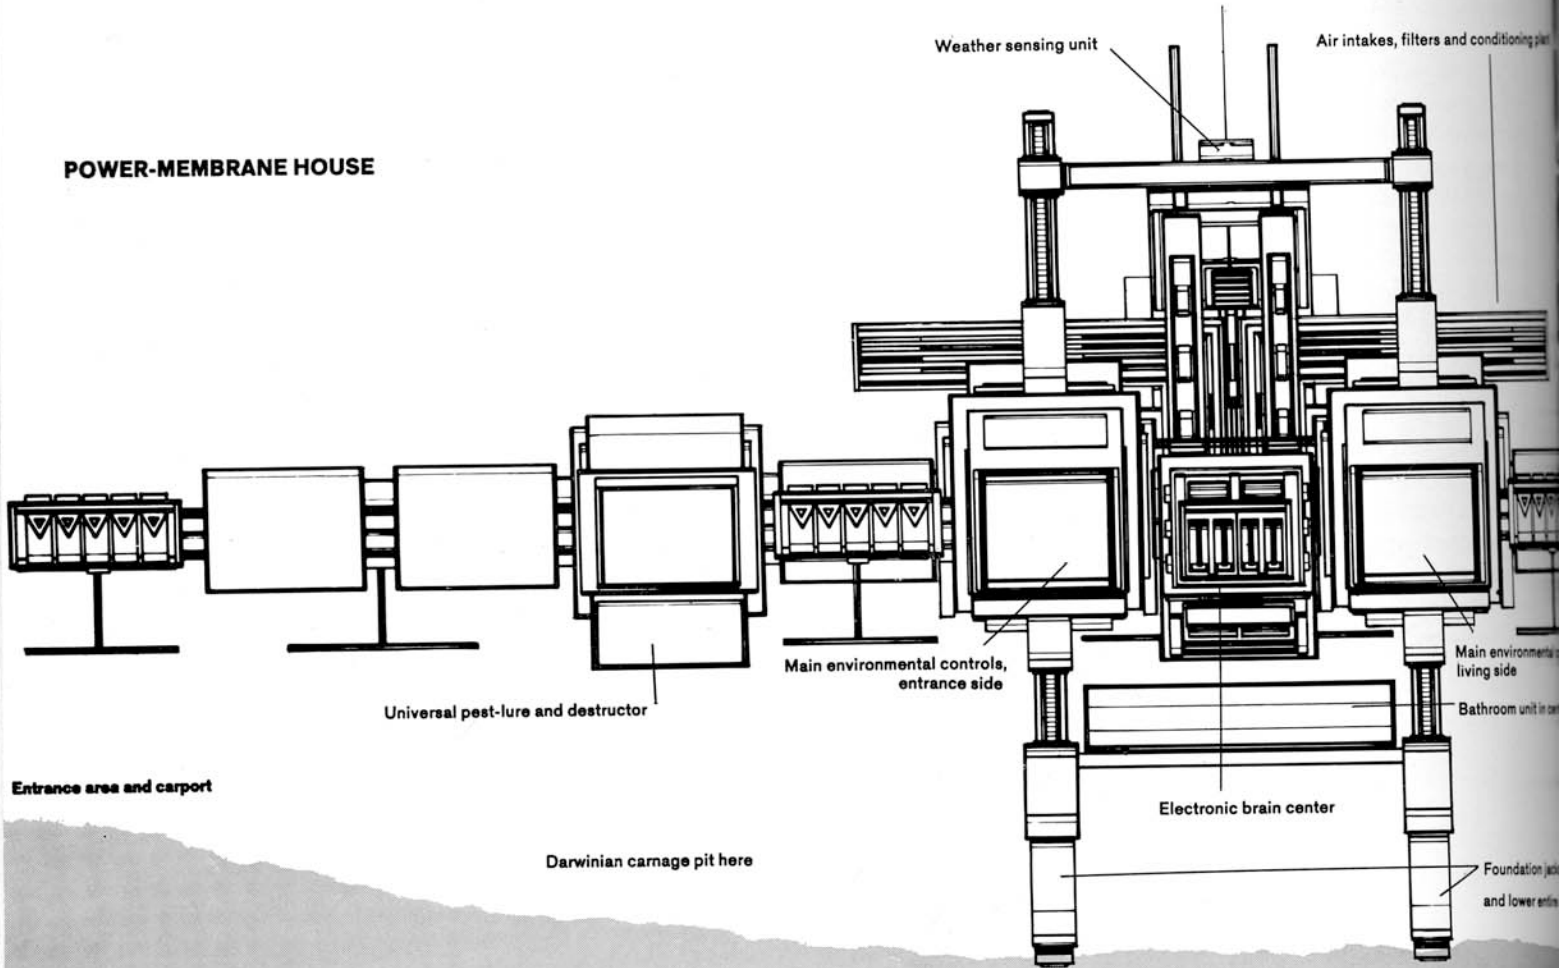 Weather sensing unit
Air intakes, filters and conditioning plant
POWER-MEMBRANE HOUSE
Main environmental controls,
entrance side
Main environmental
living side
Universal pest-lure and destructor
Bathroom unit in
Entrance area and carport
Electronic brain center
Darwinian carnage pit here
Foundation
and lower entire